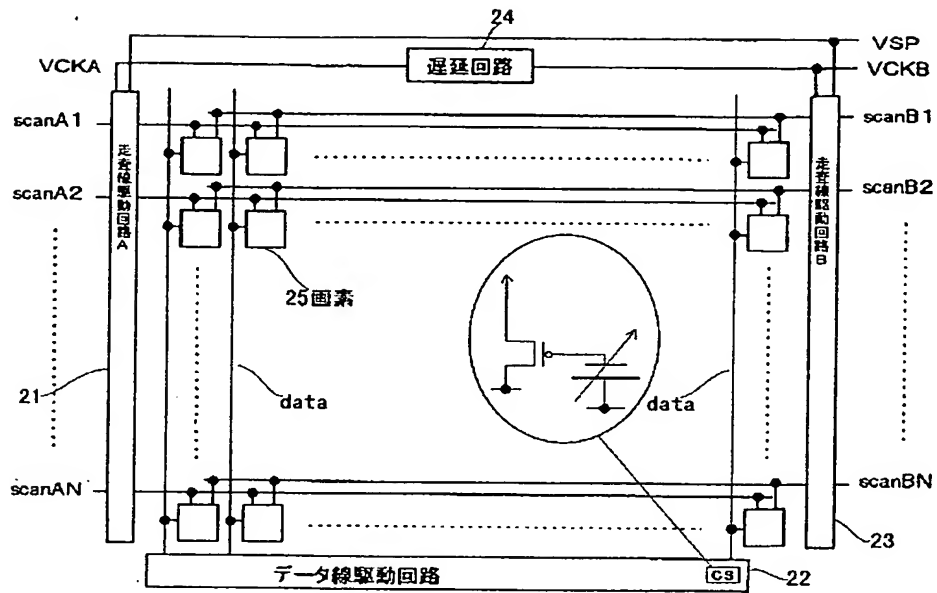 24
VSP
VCKA
遅延回路
VCKB
scanA1
scanB1
走査線駆動回路A
走査線駆動回路B
scanA2
scanB2
25画素
21
data
data
scanAN
scanBN
23
データ線駆動回路
CS
22